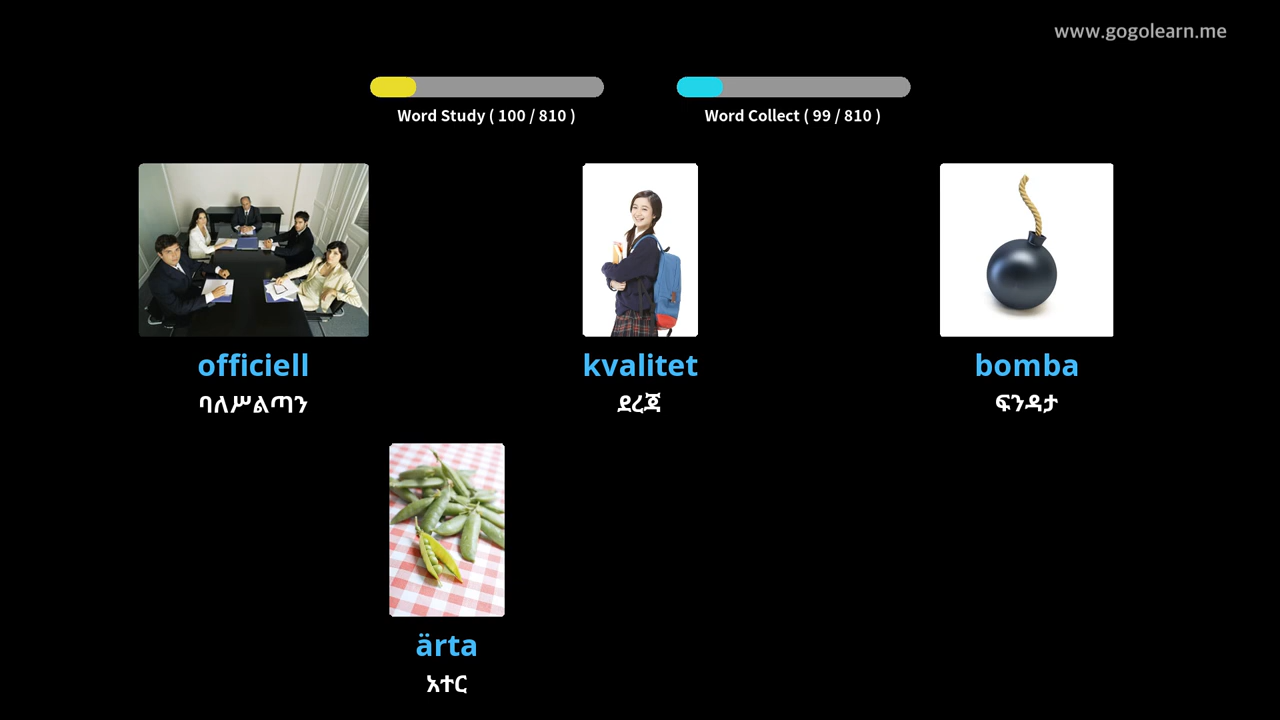 www.gogolearn.me
Word Study ( 100 / 810 )
Word Collect ( 99 / 810 )
officiell
ባለሥልጣን
kvalitet
ደረጃ
bomba
ፍንዳታ
ärta
አተር